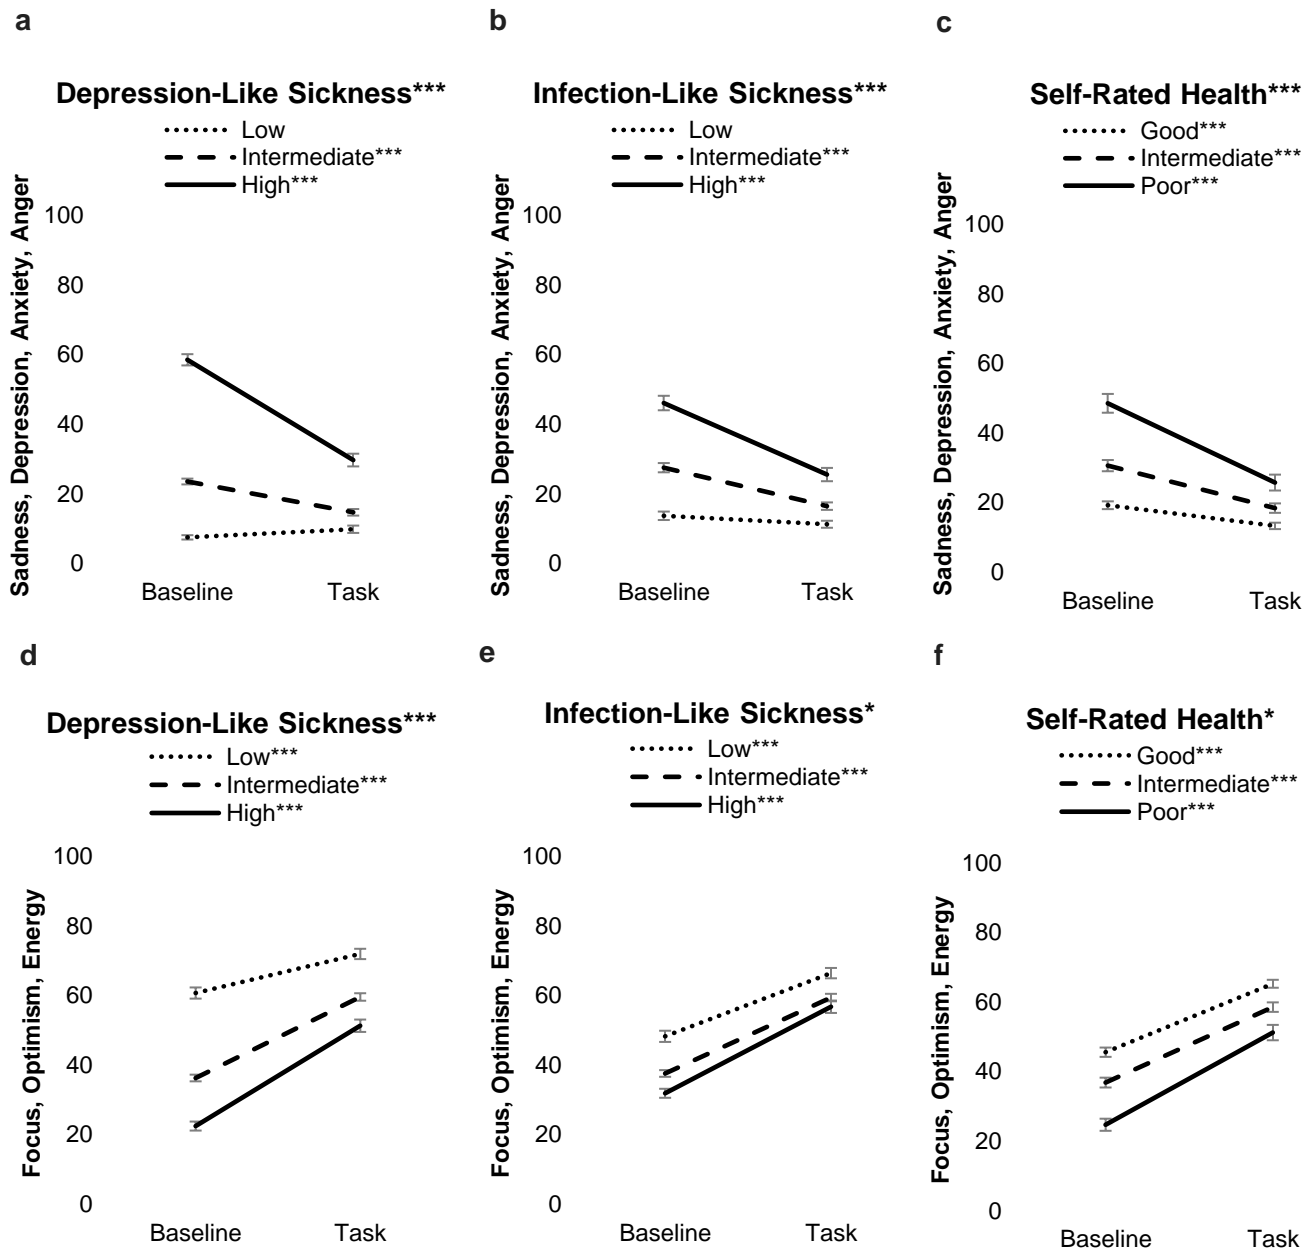 a
Depression-Like Sickness***
Low
Intermediate***
High***
Sadness, Depression, Anxiety, Anger
100
80
60
40
20
0
Baseline Task
b
Infection-Like Sickness***
Low
Intermediate***
High***
Sadness, Depression, Anxiety, Anger
100
80
60
40
20
0
Baseline Task
c
Self-Rated Health***
Good***
Intermediate***
Poor***
Sadness, Depression, Anxiety, Anger
100
80
60
40
20
0
Baseline Task
d
Depression-Like Sickness***
Low***
Intermediate***
High***
Focus, Optimism, Energy
100
80
60
40
20
0
Baseline Task
e
Infection-Like Sickness*
Low***
Intermediate***
High***
Focus, Optimism, Energy
100
80
60
40
20
0
Baseline Task
f
Self-Rated Health*
Good***
Intermediate***
Poor***
Focus, Optimism, Energy
100
80
60
40
20
0
Baseline Task